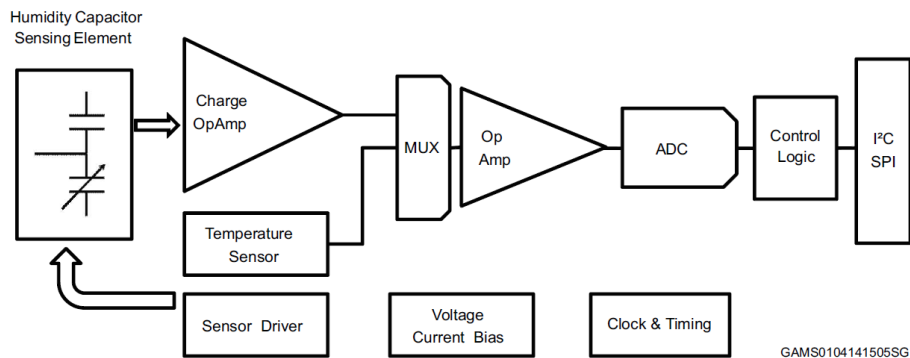 Humidity Capacitor
Sensing Element
Charge
OpAmp
MUX
Op
Amp
ADC
Control
Logic
I²C
SPI
Temperature
Sensor
Sensor Driver
Voltage
Current Bias
Clock & Timing
GAMS0104141505SG